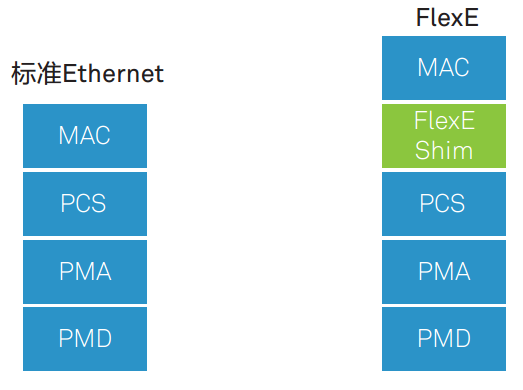 标准Ethernet
MAC
PCS
PMA
PMD
FlexE
MAC
FlexE
Shim
PCS
PMA
PMD